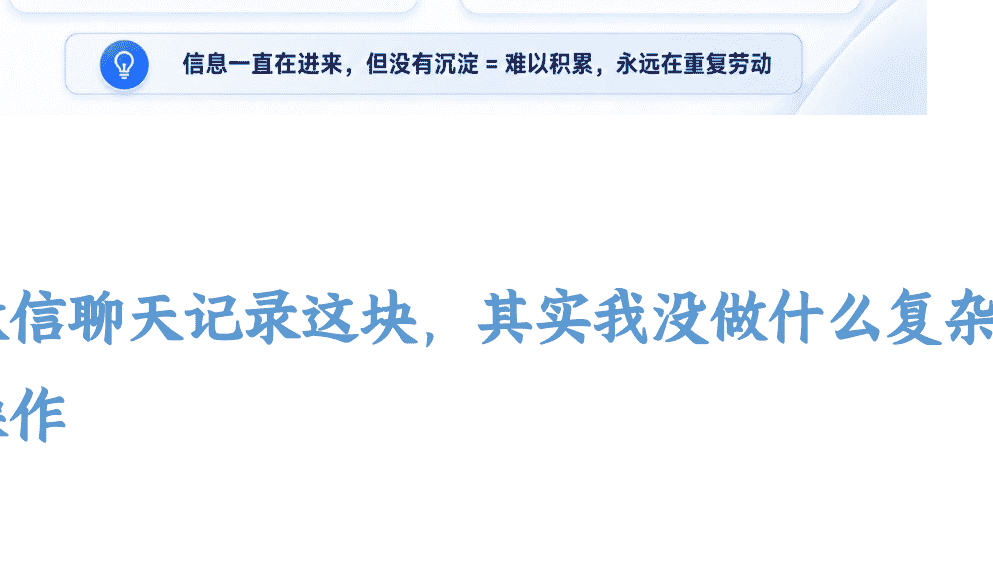 信息一直在进来，但没有沉淀 = 难以积累，永远在重复劳动
信聊天记录这块，其实我没做什么复杂
作